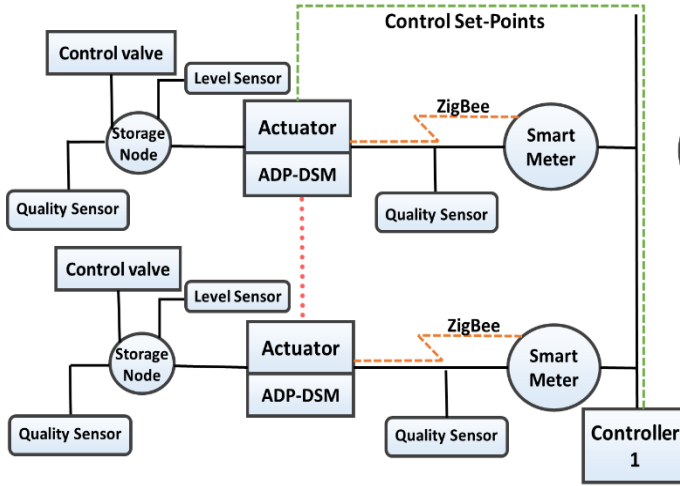 Control Set-Points
Control valve
Level Sensor
ZigBee
Actuator
Storage
Node
Smart
Meter
ADP-DSM
Quality Sensor
Quality Sensor
Control valve
Level Sensor
ZigBee
Actuator
Storage
Node
Smart
Meter
ADP-DSM
Quality Sensor
Quality Sensor
Controller
1